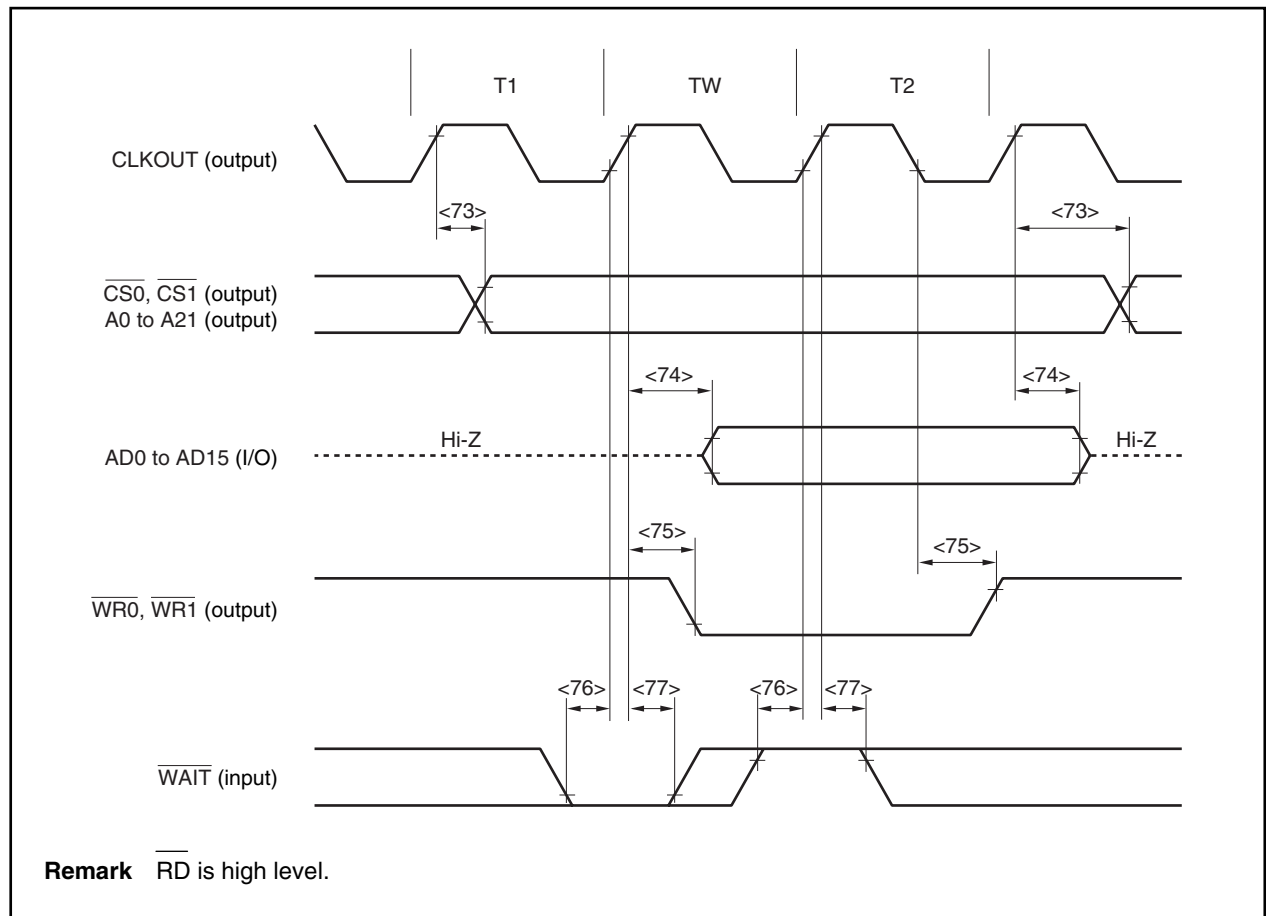 T1 TW T2
CLKOUT (output)
<73> <73>
CS0, CS1 (output)
A0 to A21 (output)
<74> <74>
Hi-Z Hi-Z
AD0 to AD15 (I/O)
<75>
<75>
WR0, WR1 (output)
<76> <77> <76> <77>
WAIT (input)
Remark RD is high level.